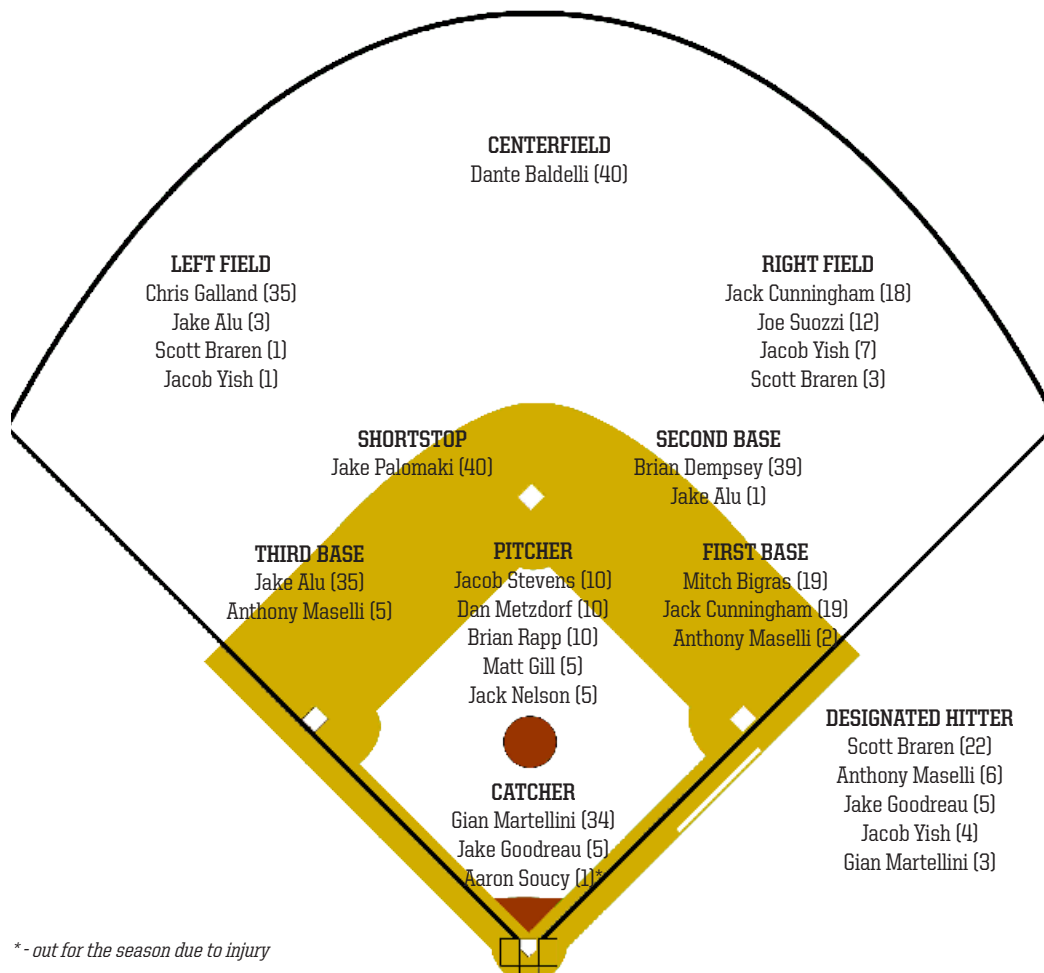 CENTERFIELD
Dante Baldelli (40)
LEFT FIELD
Chris Galland (35)
Jake Alu (3)
Scott Braren (1)
Jacob Yish (1)
RIGHT FIELD
Jack Cunningham (18)
Joe Suozzi (12)
Jacob Yish (7)
Scott Braren (3)
SHORTSTOP
Jake Palomaki (40)
SECOND BASE
Brian Dempsey (39)
Jake Alu (1)
THIRD BASE
Jake Alu (35)
Anthony Maselli (5)
PITCHER
Jacob Stevens (10)
Dan Metzdorf (10)
Brian Rapp (10)
Matt Gill (5)
Jack Nelson (5)
FIRST BASE
Mitch Bigras (19)
Jack Cunningham (19)
Anthony Maselli (2)
DESIGNATED HITTER
Scott Braren (22)
Anthony Maselli (6)
Jake Goodreau (5)
Jacob Yish (4)
Gian Martellini (3)
CATCHER
Gian Martellini (34)
Jake Goodreau (5)
Aaron Soucy (1)*
* - out for the season due to injury